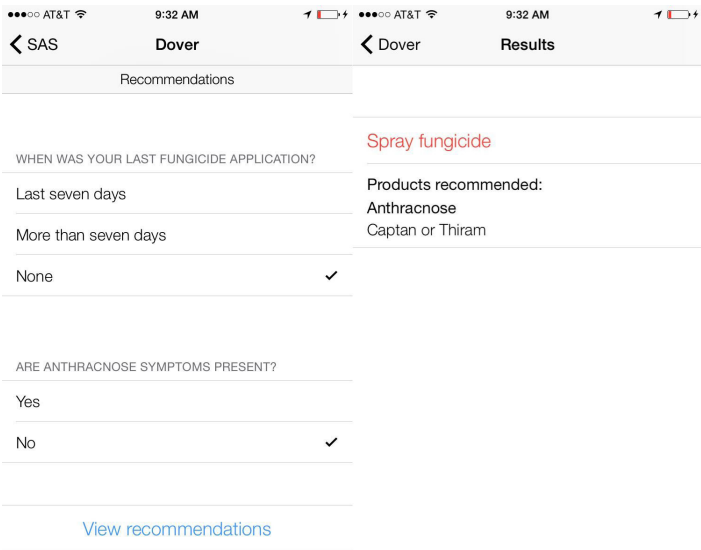 AT&T 9:32 AM
SAS Dover
Recommendations
WHEN WAS YOUR LAST FUNGICIDE APPLICATION?
Last seven days
More than seven days
None
ARE ANTHRACNOSE SYMPTOMS PRESENT?
Yes
No
View recommendations
AT&T 9:32 AM
Dover Results
Spray fungicide
Products recommended:
Anthracnose
Captan or Thiram